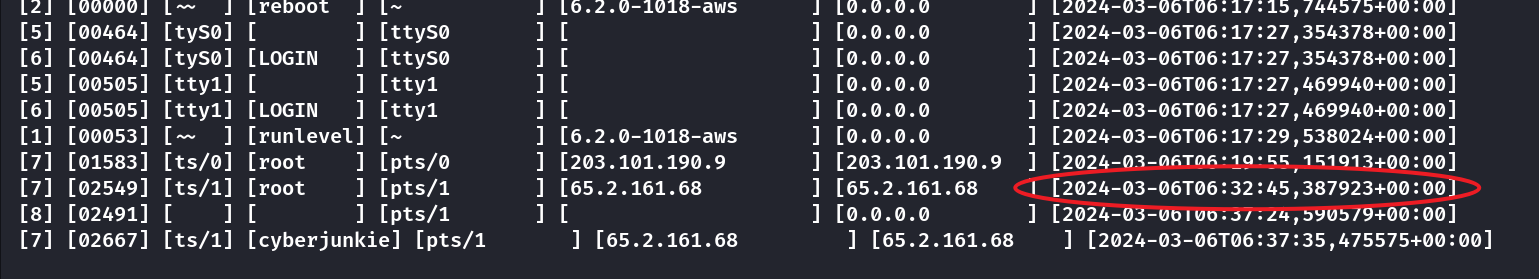 [2] [00000] [~~  ] [reboot  ] [~           ] [6.2.0-1018-aws      ] [0.0.0.0        ] [2024-03-06T06:17:15,744575+00:00]
[5] [00464] [tyS0] [        ] [ttyS0       ] [                    ] [0.0.0.0        ] [2024-03-06T06:17:27,354378+00:00]
[6] [00464] [tyS0] [LOGIN   ] [ttyS0       ] [                    ] [0.0.0.0        ] [2024-03-06T06:17:27,354378+00:00]
[5] [00505] [tty1] [        ] [tty1        ] [                    ] [0.0.0.0        ] [2024-03-06T06:17:27,469940+00:00]
[6] [00505] [tty1] [LOGIN   ] [tty1        ] [                    ] [0.0.0.0        ] [2024-03-06T06:17:27,469940+00:00]
[1] [00053] [~~  ] [runlevel] [~           ] [6.2.0-1018-aws      ] [0.0.0.0        ] [2024-03-06T06:17:29,538024+00:00]
[7] [01583] [ts/0] [root    ] [pts/0       ] [203.101.190.9       ] [203.101.190.9  ] [2024-03-06T06:19:55,151913+00:00]
[7] [02549] [ts/1] [root    ] [pts/1       ] [65.2.161.68         ] [65.2.161.68    ] [2024-03-06T06:32:45,387923+00:00]
[8] [02491] [    ] [        ] [pts/1       ] [                    ] [0.0.0.0        ] [2024-03-06T06:37:24,590579+00:00]
[7] [02667] [ts/1] [cyberjunkie] [pts/1       ] [65.2.161.68         ] [65.2.161.68    ] [2024-03-06T06:37:35,475575+00:00]